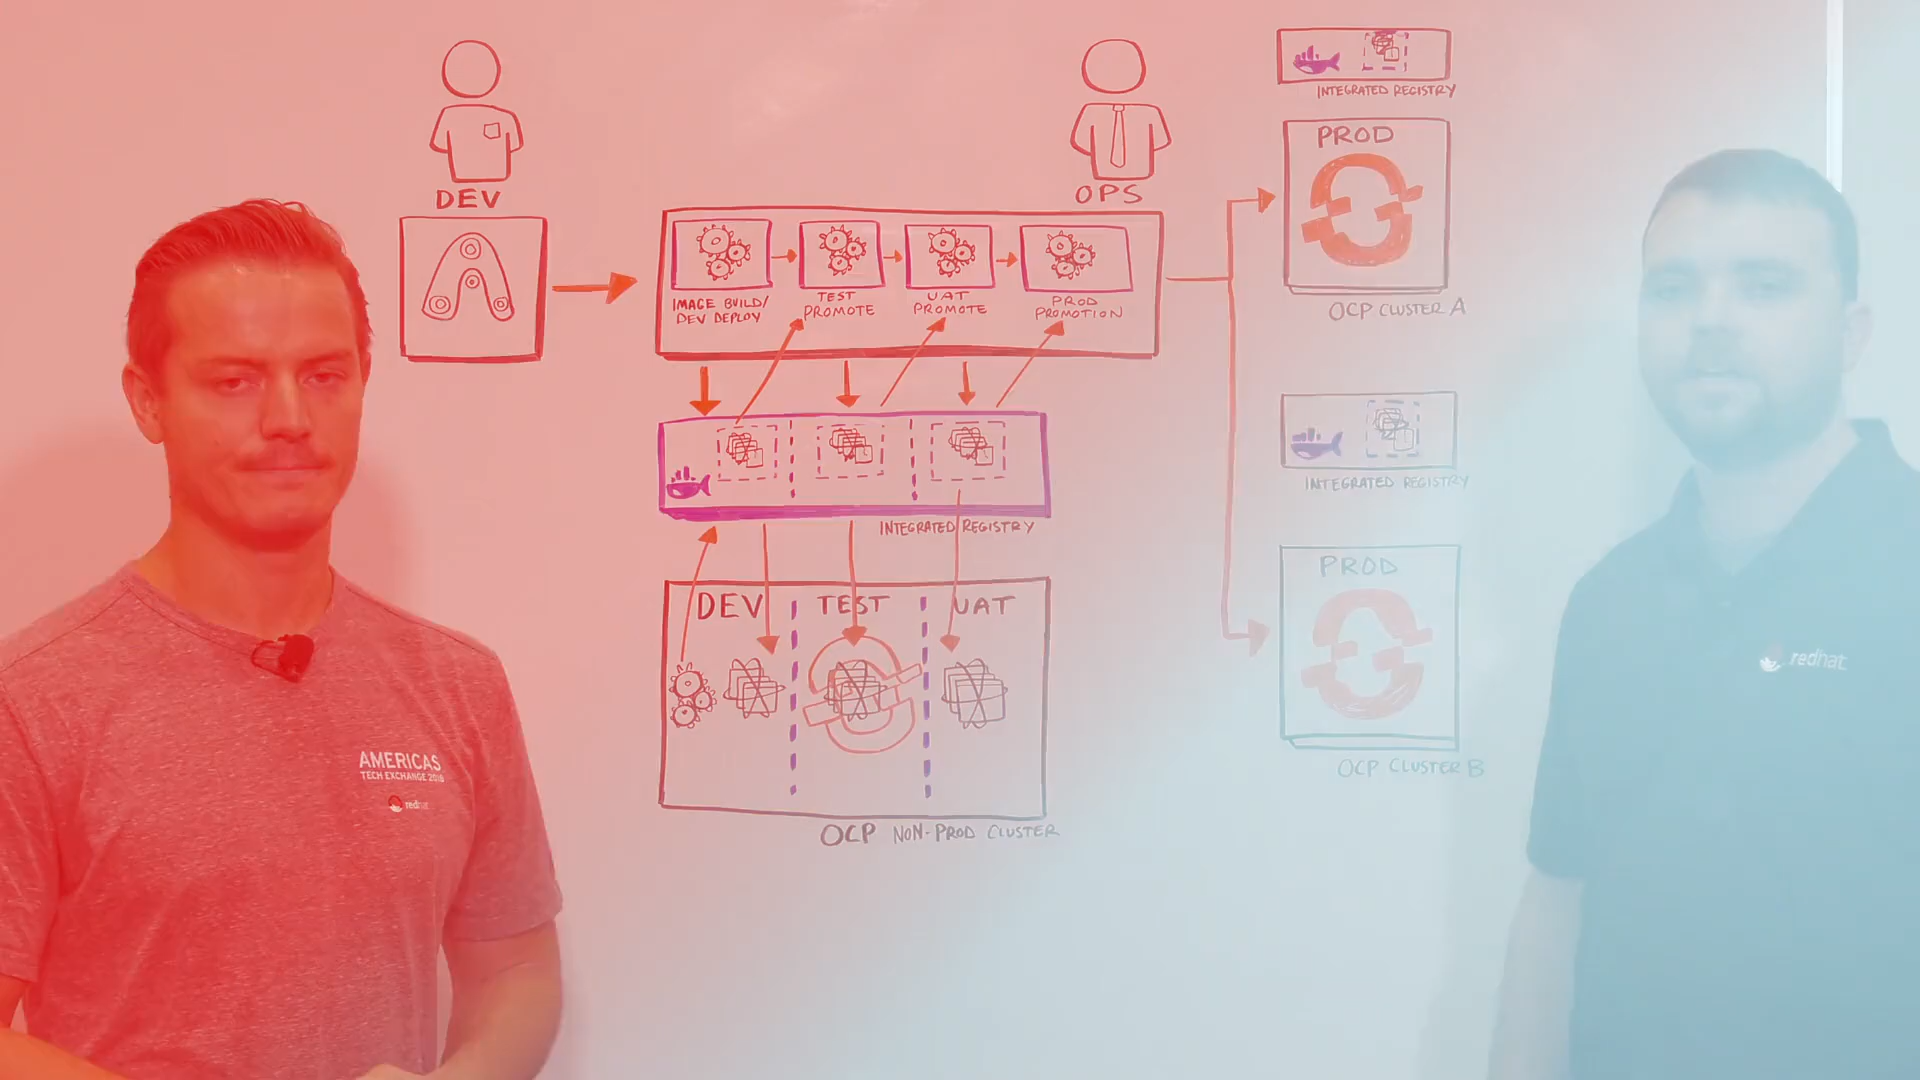 DEV
OPS
IMAGE BUILD/
DEV DEPLOY
TEST
PROMOTE
UAT
PROMOTE
PROD
PROMOTION
INTEGRATED REGISTRY
DEV
TEST
UAT
OCP NON-PROD CLUSTER
INTEGRATED REGISTRY
PROD
OCP CLUSTER A
INTEGRATED REGISTRY
PROD
OCP CLUSTER B
AMERICAS
TECH EXCHANGE 2018
redhat
redhat